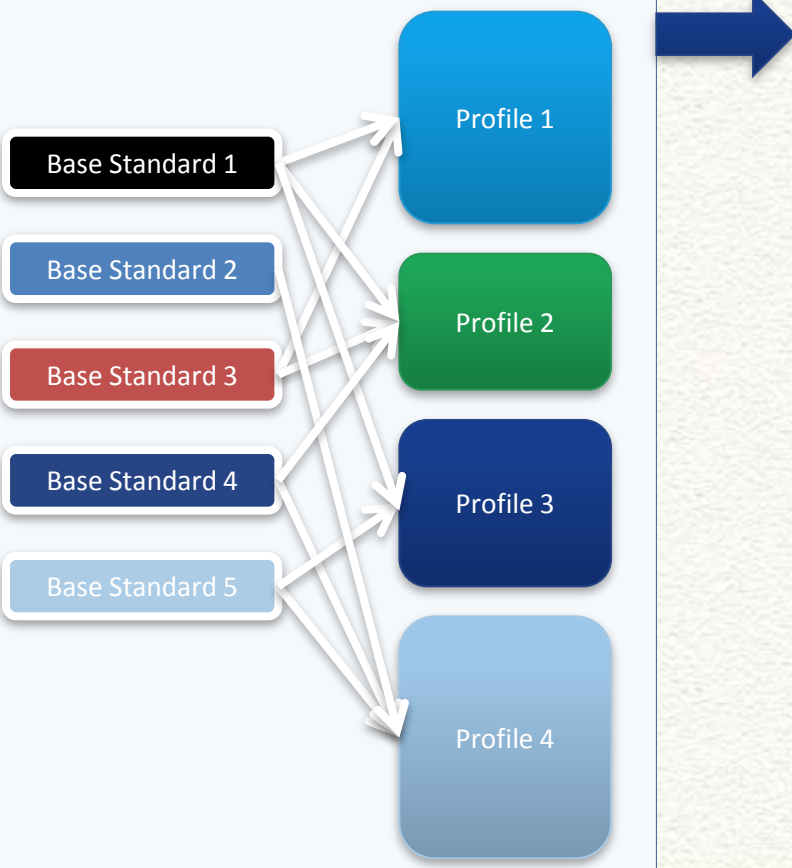 Base Standard 1
Base Standard 2
Base Standard 3
Base Standard 4
Base Standard 5
Profile 1
Profile 2
Profile 3
Profile 4